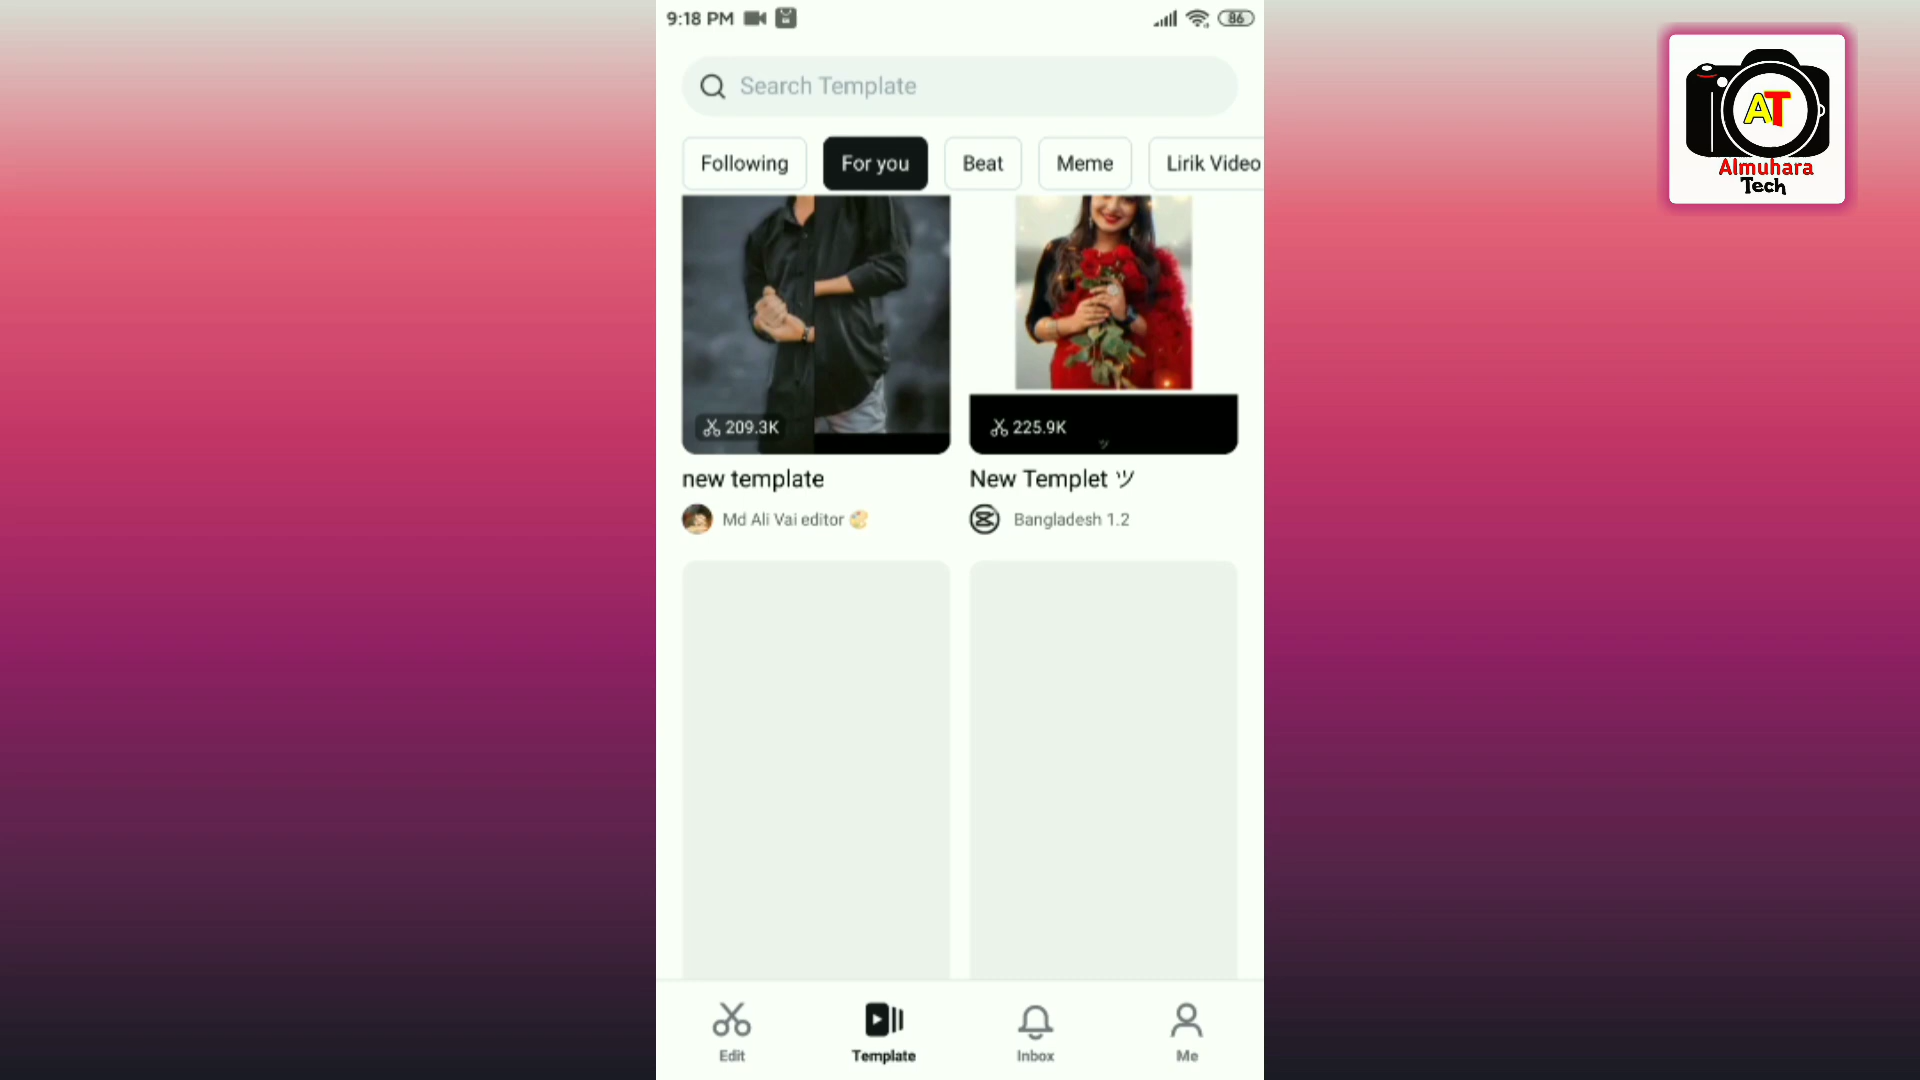 9:18 PM
86
Search Template
Following
For you
Beat
Meme
Lirik Video
209.3K
225.9K
new template
New Templet ツ
Md Ali Vai editor 🎨
Bangladesh 1.2
Edit
Template
Inbox
Me
AT
Almuhara
Tech